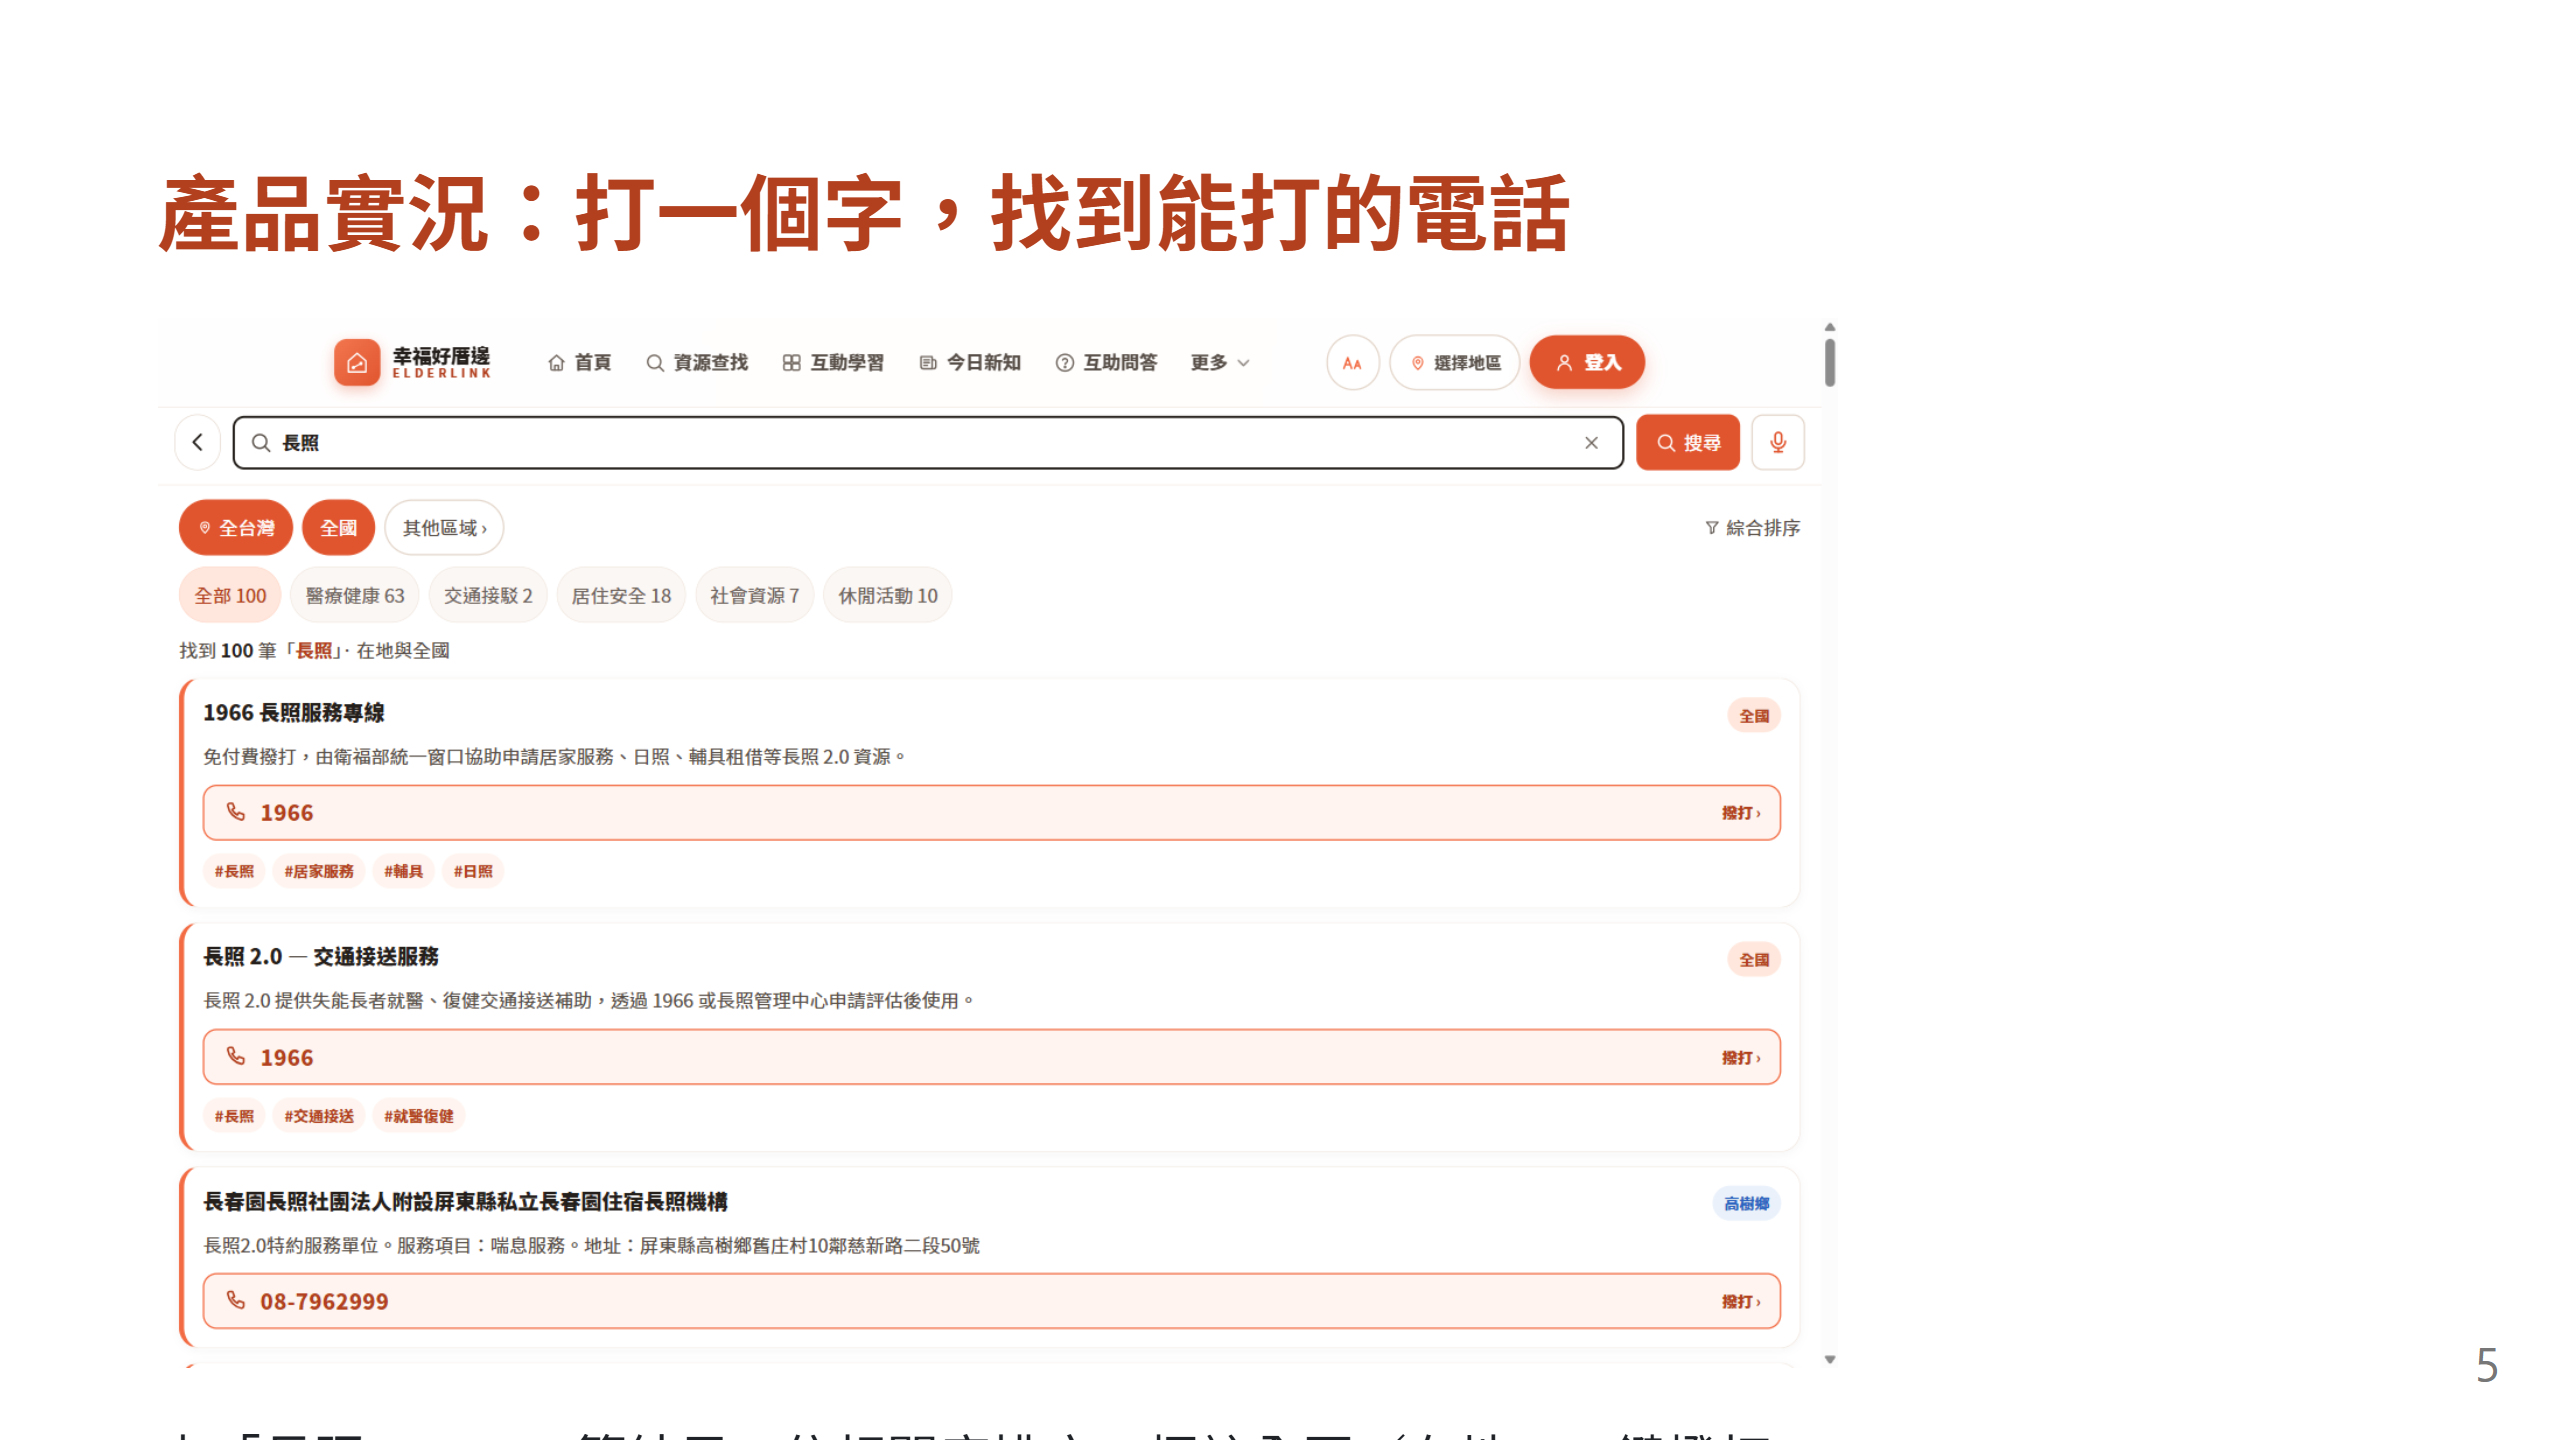 產品實況：打一個字，找到能打的電話
幸福好厝邊
ELDERLINK
首頁 資源查找 互動學習 今日新知 互助問答 更多
AA 選擇地區 登入
長照 搜尋
全台灣 全國 其他區域 › 綜合排序
全部 100 醫療健康 63 交通接駁 2 居住安全 18 社會資源 7 休閒活動 10
找到 100 筆「長照」· 在地與全國
1966 長照服務專線 全國
免付費撥打，由衛福部統一窗口協助申請居家服務、日照、輔具租借等長照 2.0 資源。
1966 撥打 ›
#長照 #居家服務 #輔具 #日照
長照 2.0 — 交通接送服務 全國
長照 2.0 提供失能長者就醫、復健交通接送補助，透過 1966 或長照管理中心申請評估後使用。
1966 撥打 ›
#長照 #交通接送 #就醫復健
長春園長照社團法人附設屏東縣私立長春園住宿長照機構 高樹鄉
長照2.0特約服務單位。服務項目：喘息服務。地址：屏東縣高樹鄉舊庄村10鄰慈新路二段50號
08-7962999 撥打 ›
5